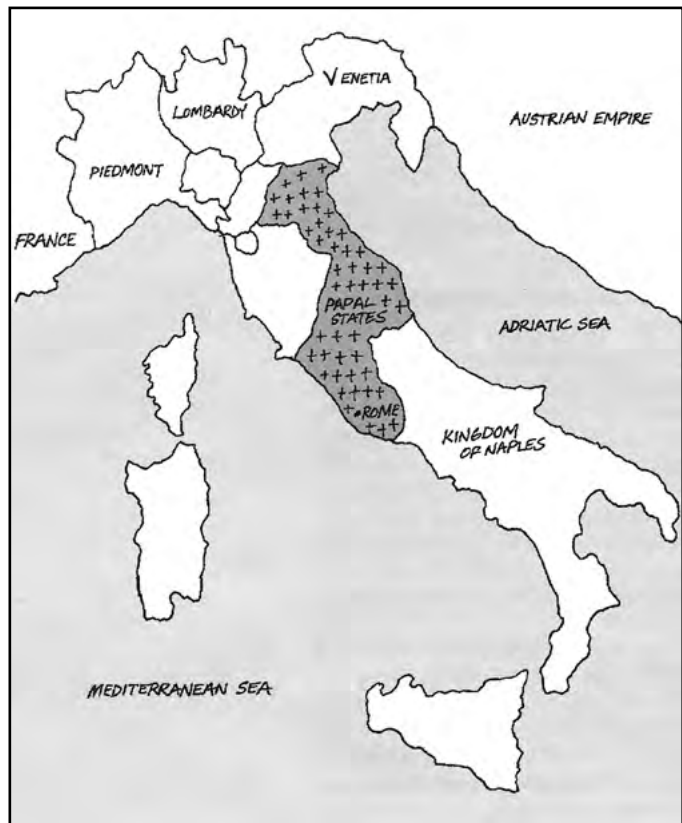 VENETIA
LOMBARDY
AUSTRIAN EMPIRE
PIEDMONT
FRANCE
PAPAL
STATES
ADRIATIC SEA
ROME
KINGDOM
OF NAPLES
MEDITERRANEAN SEA